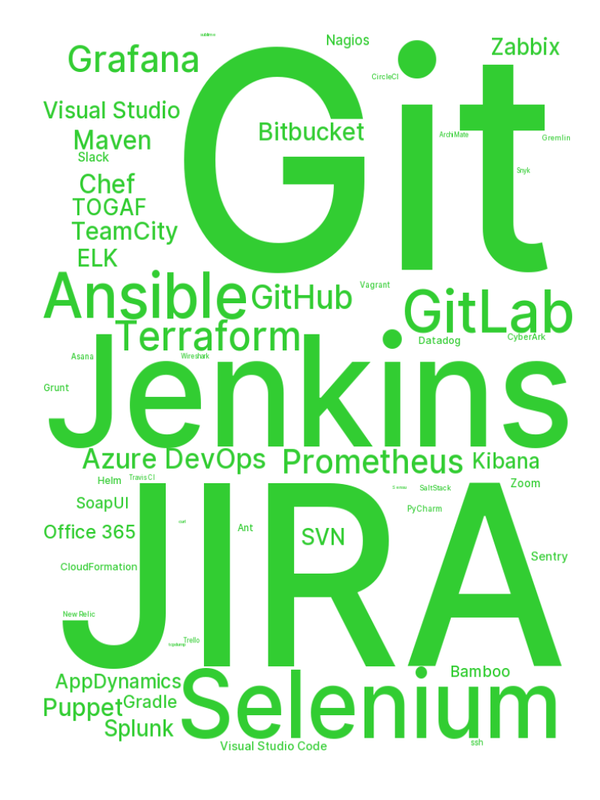 Nagios
Zabbix
Grafana
Git
CircleCI
Visual Studio
Bitbucket
ArchiMate
Gremlin
Maven
Slack
Snyk
Chef
TOGAF
TeamCity
ELK
Ansible
GitHub
Vagrant
GitLab
Terraform
Datadog
CyberArk
Asana
Wireshark
Jenkins
Grunt
Azure DevOps
Prometheus
Kibana
Helm
Travis CI
SaltStack
Zoom
SoapUI
JIRA
PyCharm
Office 365
Ant
SVN
Sentry
CloudFormation
New Relic
Trello
AppDynamics
Selenium
Bamboo
Puppet
Gradle
Splunk
Visual Studio Code
ssh